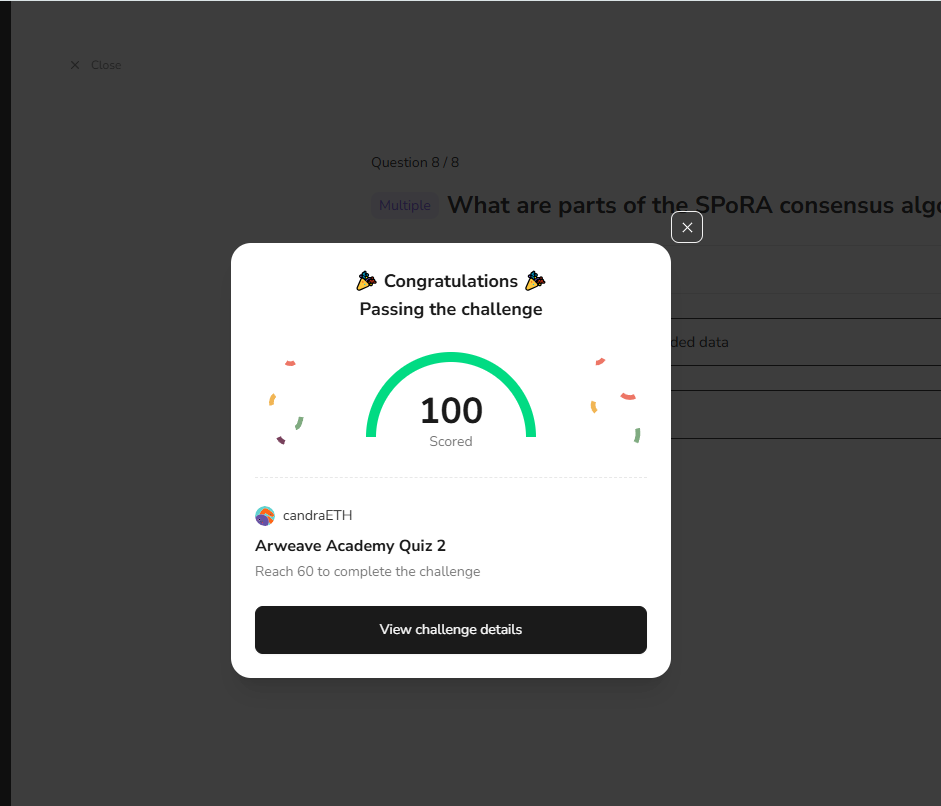 Close
Question 8 / 8
Multiple
What are parts of the SPoRA consensus
Congratulations
Passing the challenge
ded data
100
Scored
candraETH
Arweave Academy Quiz 2
Reach 60 to complete the challenge
View challenge details